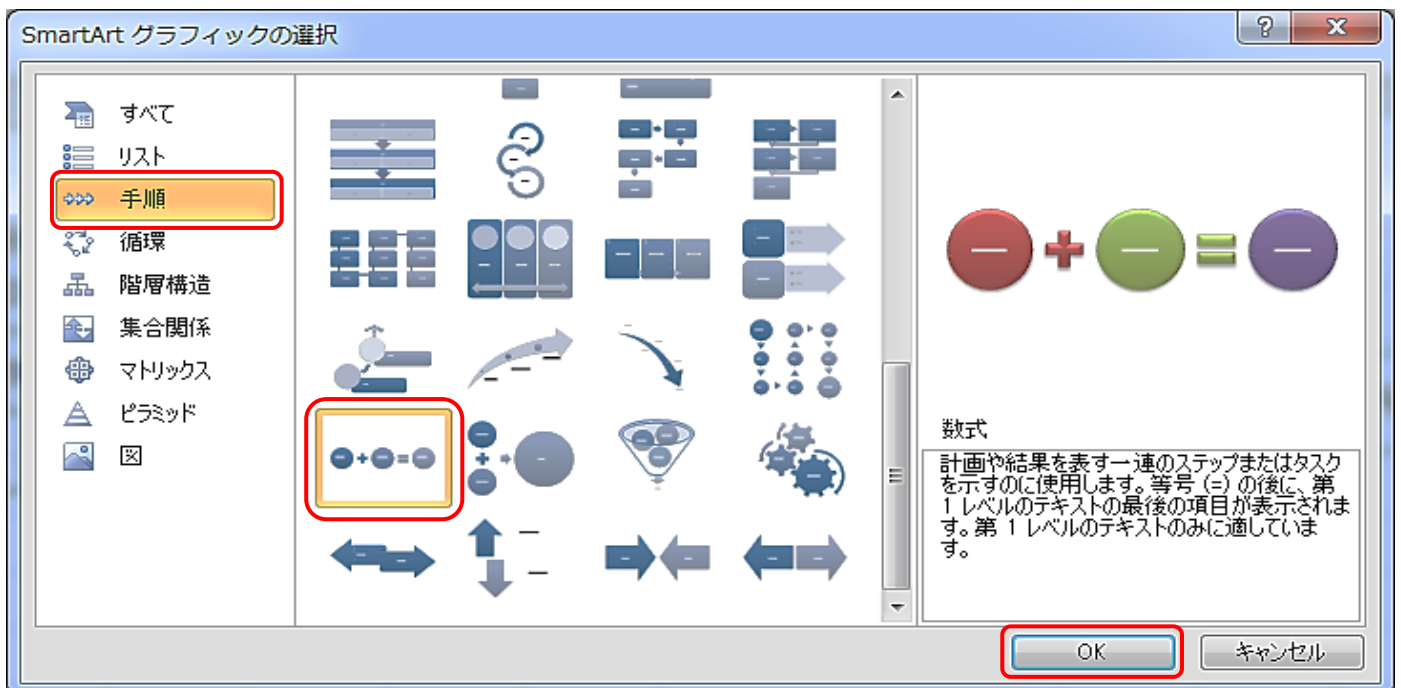 SmartArt グラフィックの選択
すべて
リスト
手順
循環
階層構造
集合関係
マトリックス
ピラミッド
図
数式
計画や結果を表す一連のステップまたはタスク
を示すのに使用します。等号 (=) の後に、第
1 レベルのテキストの最後の項目が表示されま
す。第 1 レベルのテキストのみに適していま
す。
OK
キャンセル